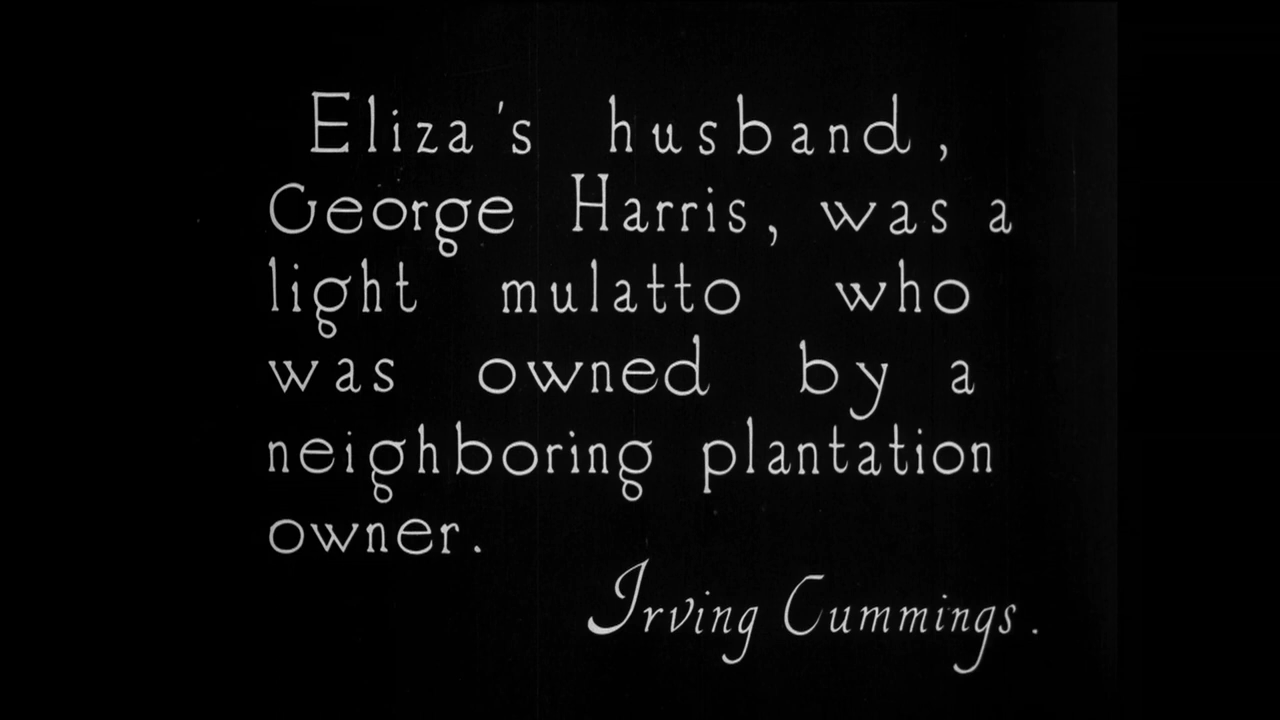 Eliza's husband,
George Harris, was a
light mulatto who
was owned by a
neighboring plantation
owner.
Irving Cummings.